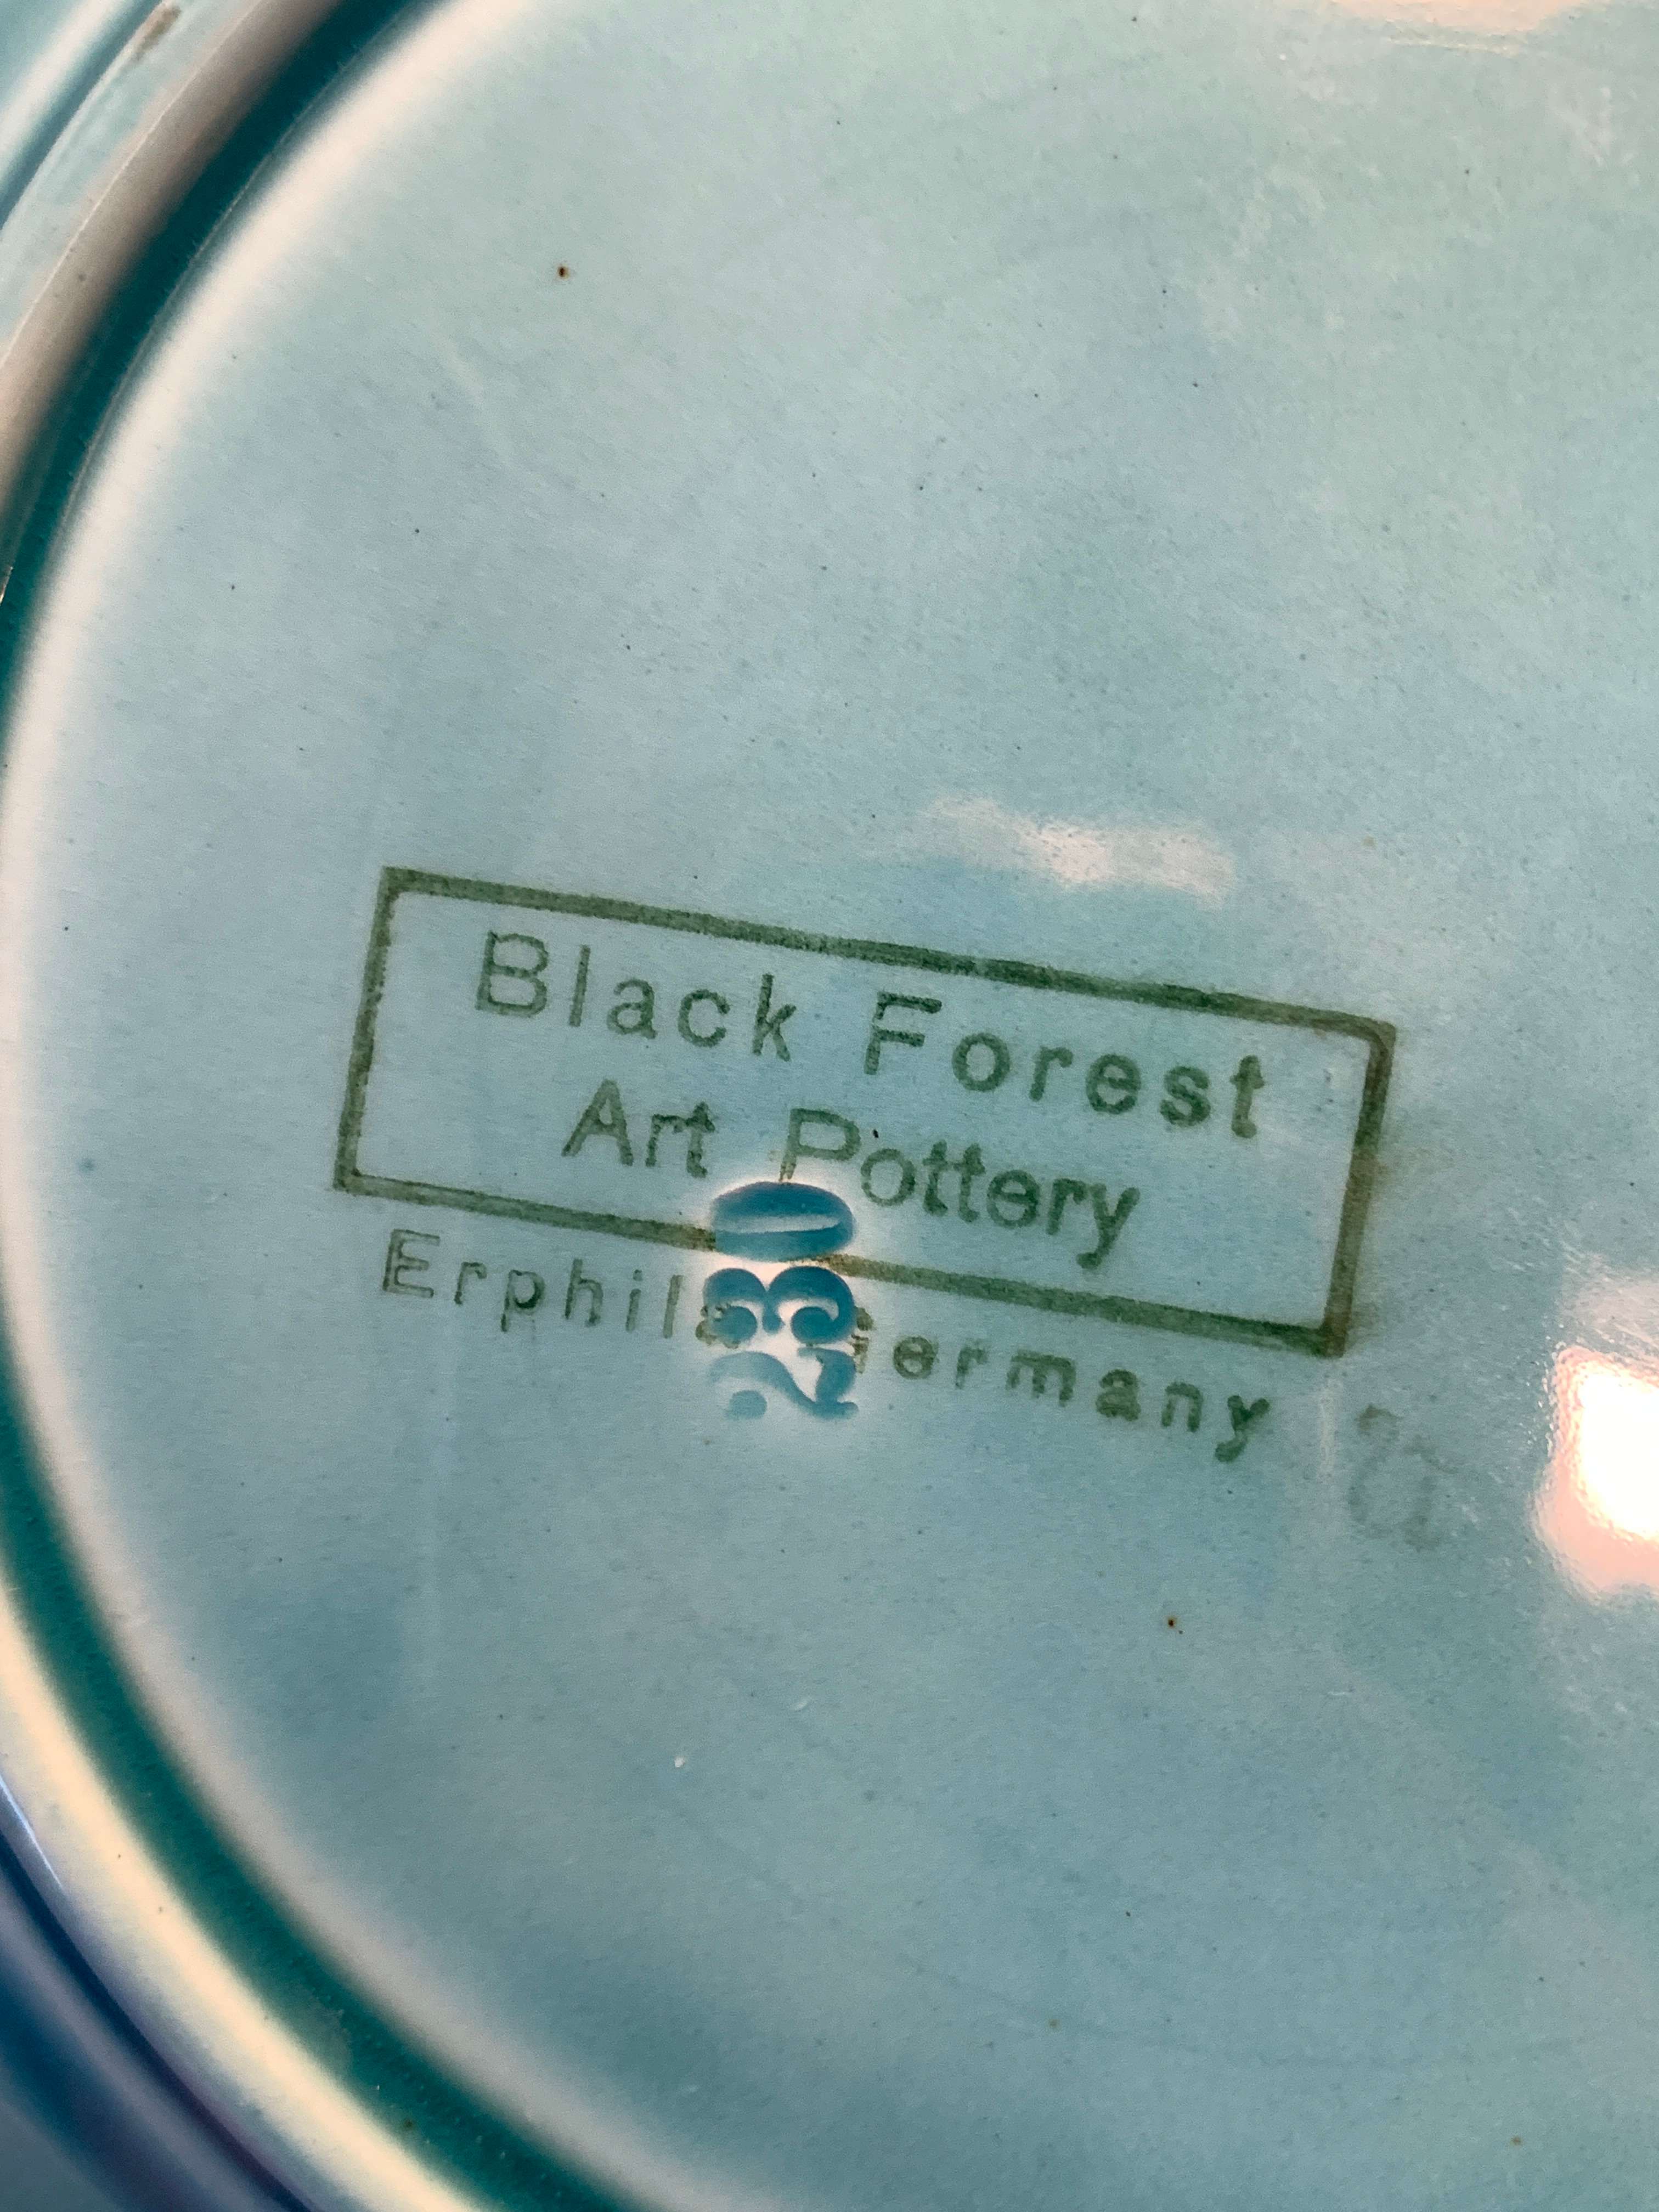 Black Forest
Art Pottery
Erphila Germany
230